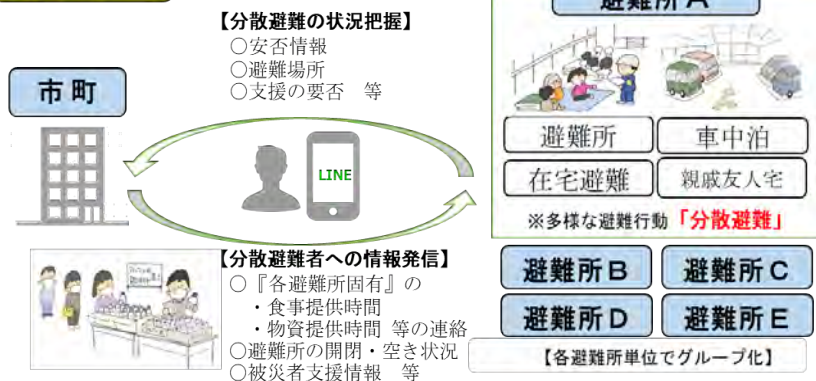 【分散避難の状況把握】
○安否情報
○避難場所
○支援の要否　等
市町
LINE
【分散避難者への情報発信】
○『各避難所固有』の
・食事提供時間
・物資提供時間 等の連絡
○避難所の開閉・空き状況
○被災者支援情報　等
避難所A
避難所
車中泊
在宅避難
親戚友人宅
※多様な避難行動「分散避難」
避難所B
避難所C
避難所D
避難所E
【各避難所単位でグループ化】